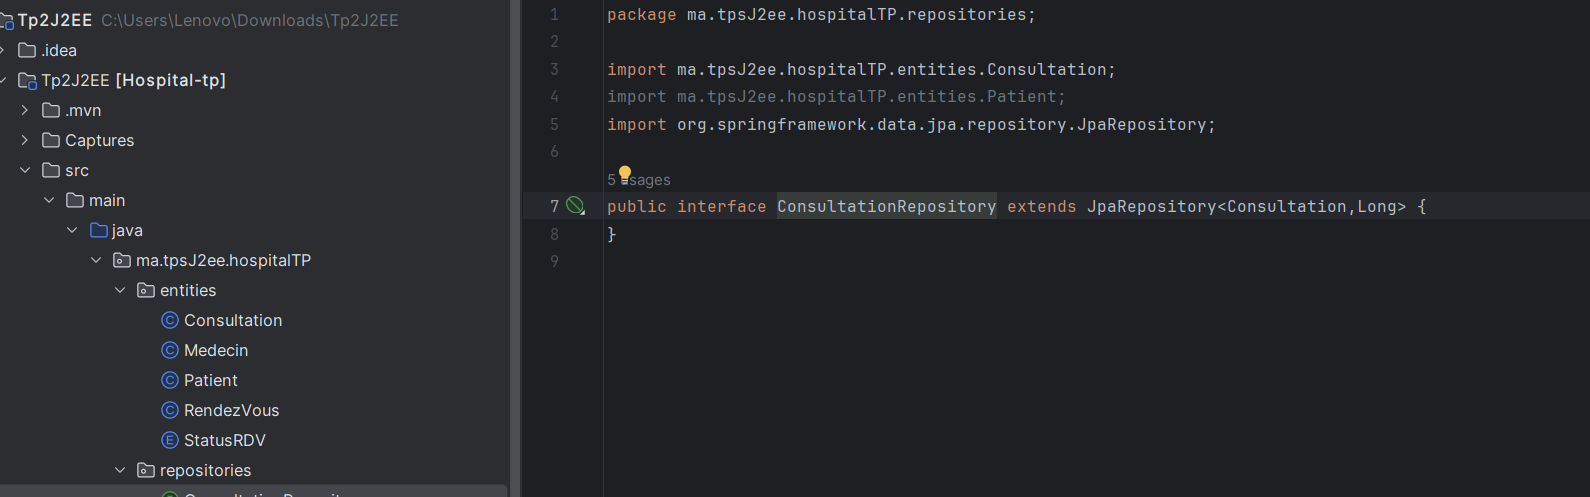 Tp2J2EE C:\Users\Lenovo\Downloads\Tp2J2EE
.idea
Tp2J2EE [Hospital-tp]
.mvn
Captures
src
main
java
ma.tpsJ2ee.hospitalTP
entities
Consultation
Medecin
Patient
RendezVous
StatusRDV
repositories
1 package ma.tpsJ2ee.hospitalTP.repositories;
2
3 import ma.tpsJ2ee.hospitalTP.entities.Consultation;
4 import ma.tpsJ2ee.hospitalTP.entities.Patient;
5 import org.springframework.data.jpa.repository.JpaRepository;
6
5 usages
7 public interface ConsultationRepository extends JpaRepository<Consultation,Long> {
8 }
9